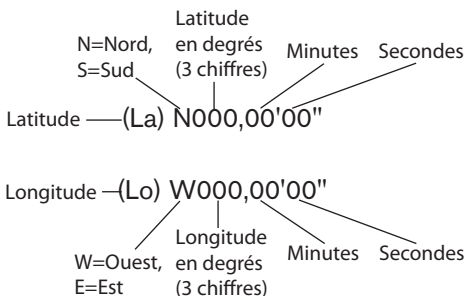 N=Nord,
S=Sud
Latitude
en degrés
(3 chiffres)
Minutes
Secondes
Latitude
(La) N000,00'00"
Longitude
(Lo) W000,00'00"
W=Ouest,
E=Est
Longitude
en degrés
(3 chiffres)
Minutes
Secondes